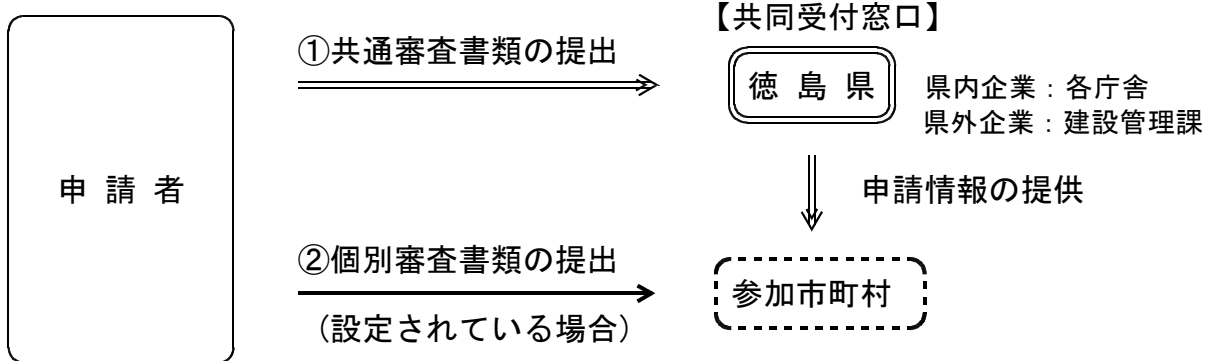 【共同受付窓口】
①共通審査書類の提出
徳 島 県
県内企業：各庁舎
県外企業：建設管理課
申 請 者
申請情報の提供
②個別審査書類の提出
（設定されている場合）
参加市町村